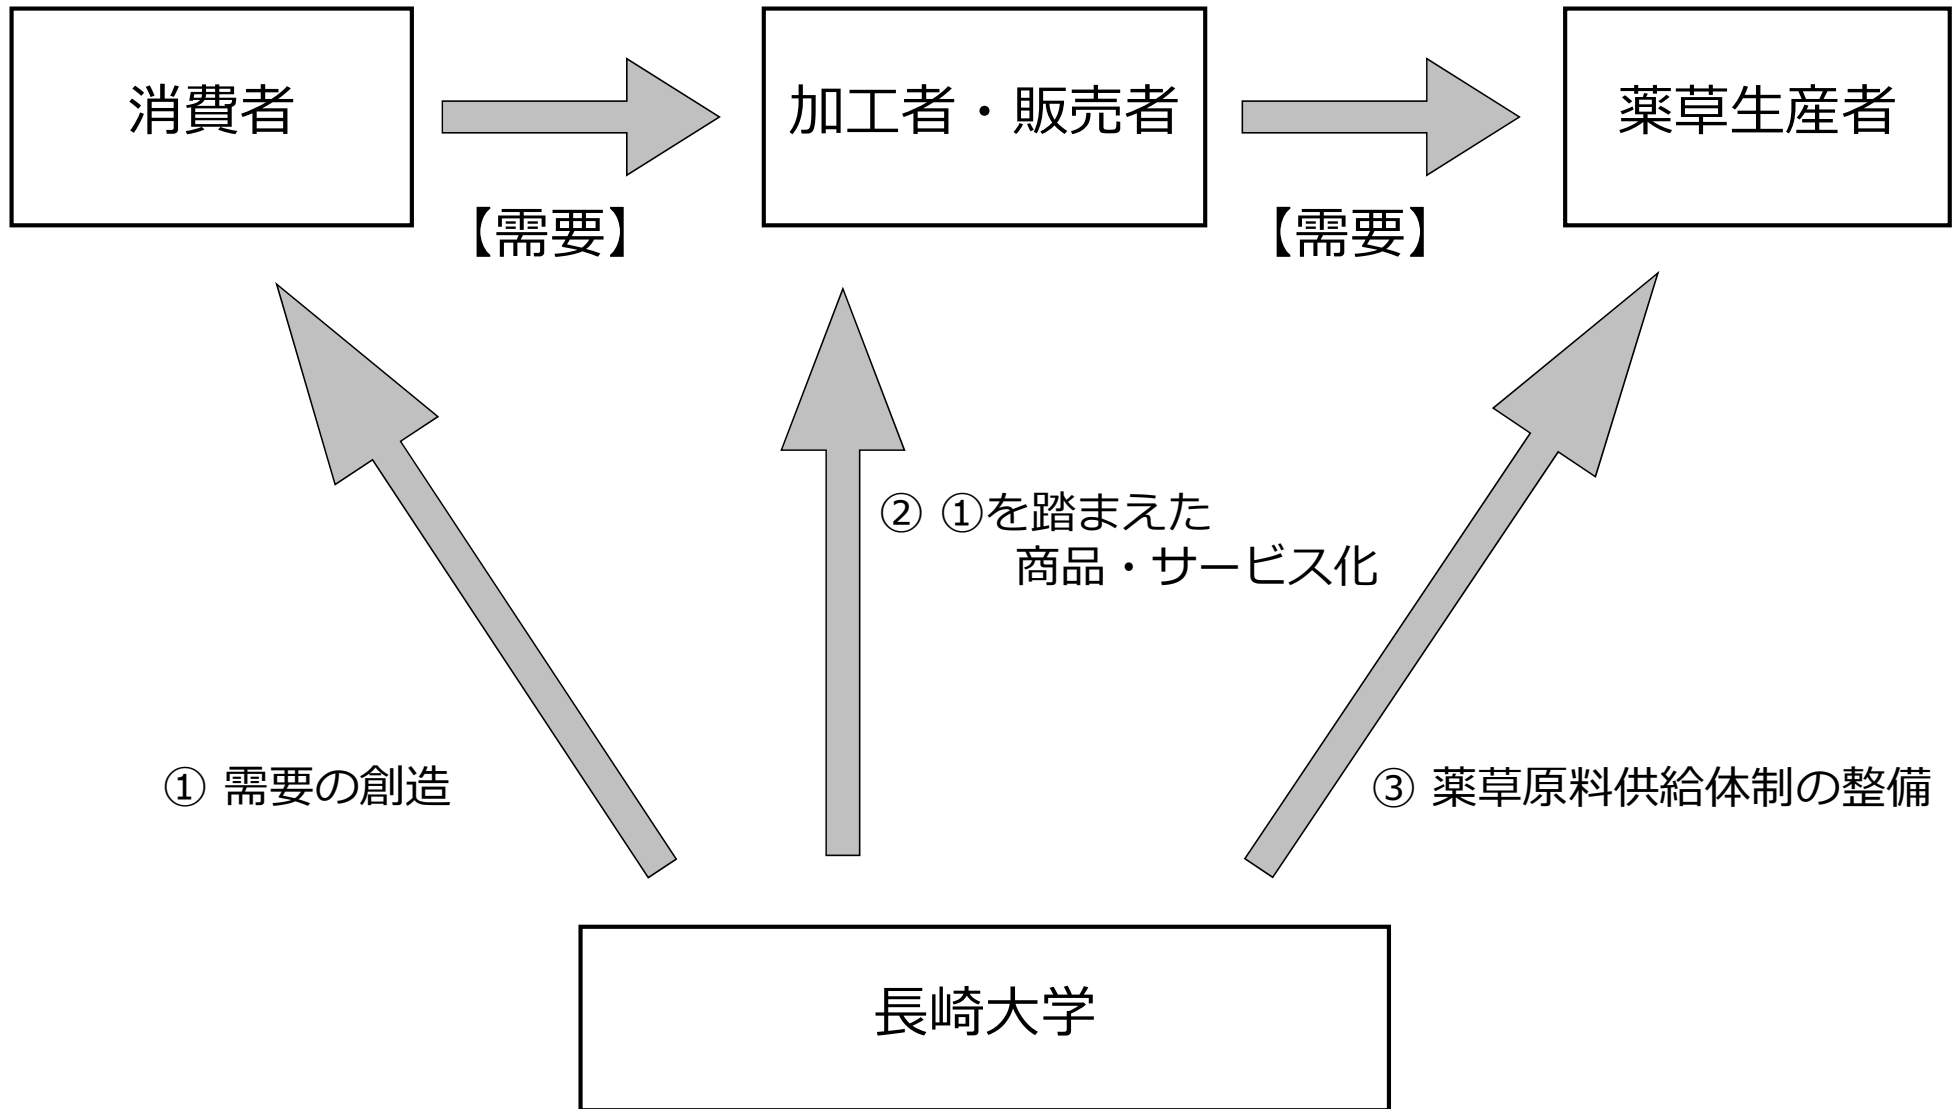 消費者
加工者・販売者
薬草生産者
【需要】
【需要】
② ①を踏まえた
商品・サービス化
① 需要の創造
③ 薬草原料供給体制の整備
長崎大学